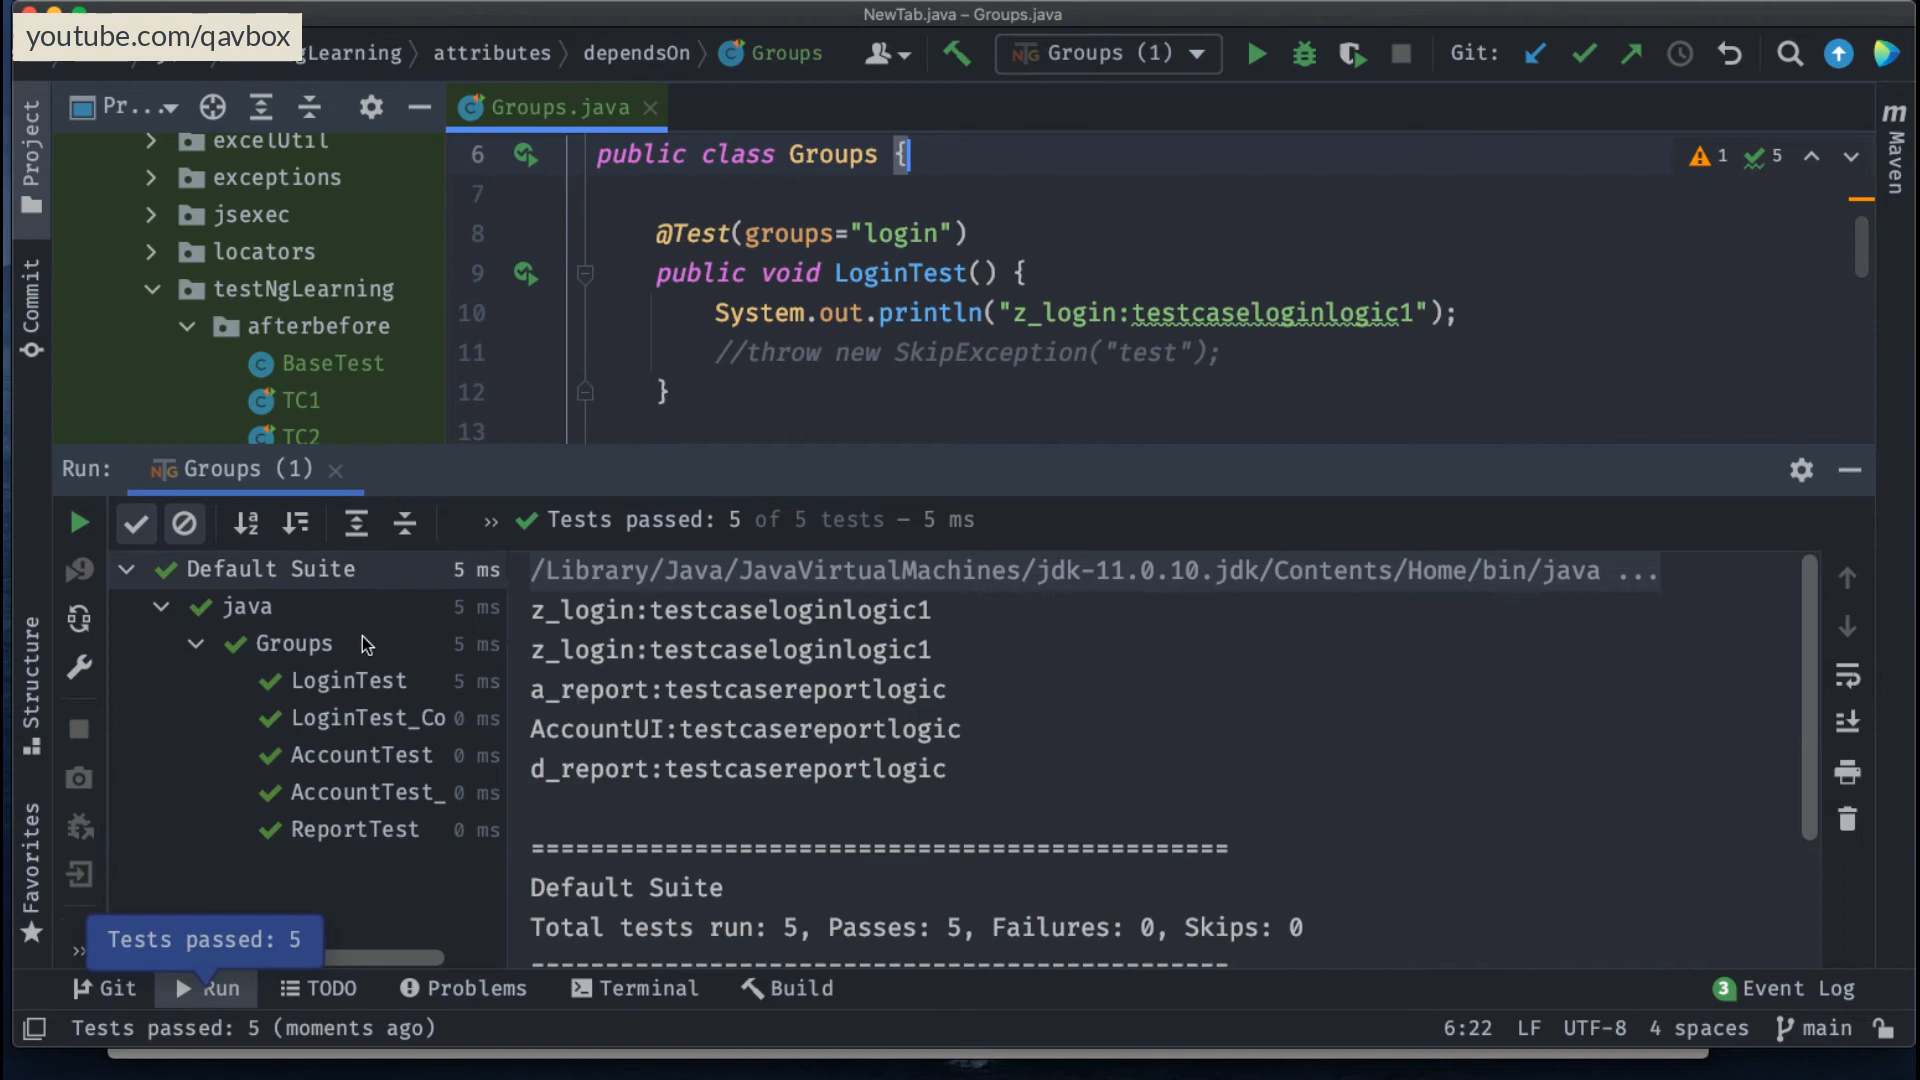 NewTab.java – Groups.java
youtube.com/qavbox
gLearning
attributes
dependsOn
Groups
Groups (1)
Git:
Pr...
Groups.java
Project
Commit
Structure
Favorites
m
Maven
excelUtil
exceptions
jsexec
locators
testNgLearning
afterbefore
BaseTest
TC1
TC2
1
5
6 public class Groups {
7
8 @Test(groups="login")
9 public void LoginTest() {
10 System.out.println("z_login:testcaseloginlogic1");
11 //throw new SkipException("test");
12 }
13
Run:
Groups (1)
Tests passed: 5 of 5 tests – 5 ms
Default Suite 5 ms
java 5 ms
Groups 5 ms
LoginTest 5 ms
LoginTest_Co 0 ms
AccountTest 0 ms
AccountTest_ 0 ms
ReportTest 0 ms
/Library/Java/JavaVirtualMachines/jdk-11.0.10.jdk/Contents/Home/bin/java ...
z_login:testcaseloginlogic1
z_login:testcaseloginlogic1
a_report:testcasereportlogic
AccountUI:testcasereportlogic
d_report:testcasereportlogic
===============================================
Default Suite
Total tests run: 5, Passes: 5, Failures: 0, Skips: 0
===============================================
Tests passed: 5
Git
Run
TODO
Problems
Terminal
Build
3 Event Log
Tests passed: 5 (moments ago)
6:22 LF UTF-8 4 spaces main